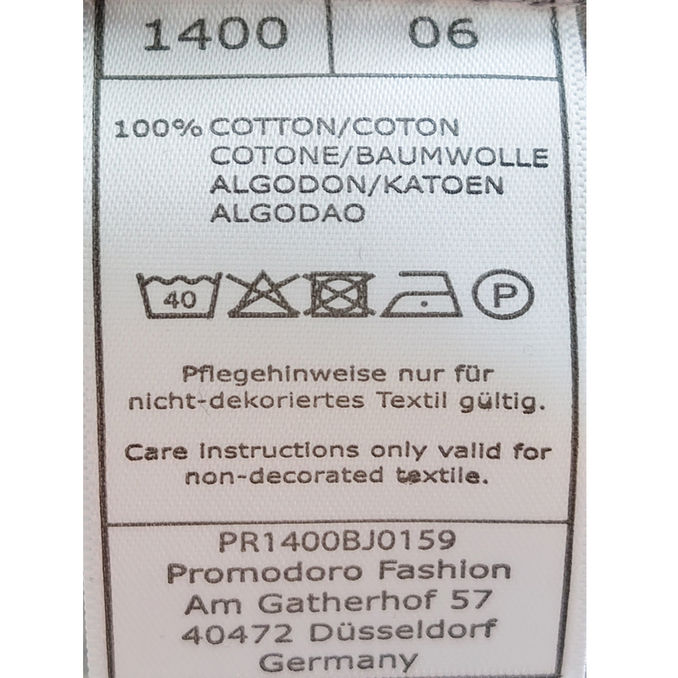 1400 06
100% COTTON/COTON
COTONE/BAUMWOLLE
ALGODON/KATOEN
ALGODAO
40 P
Pflegehinweise nur für
nicht-dekoriertes Textil gültig.
Care instructions only valid for
non-decorated textile.
PR1400BJ0159
Promodoro Fashion
Am Gatherhof 57
40472 Düsseldorf
Germany